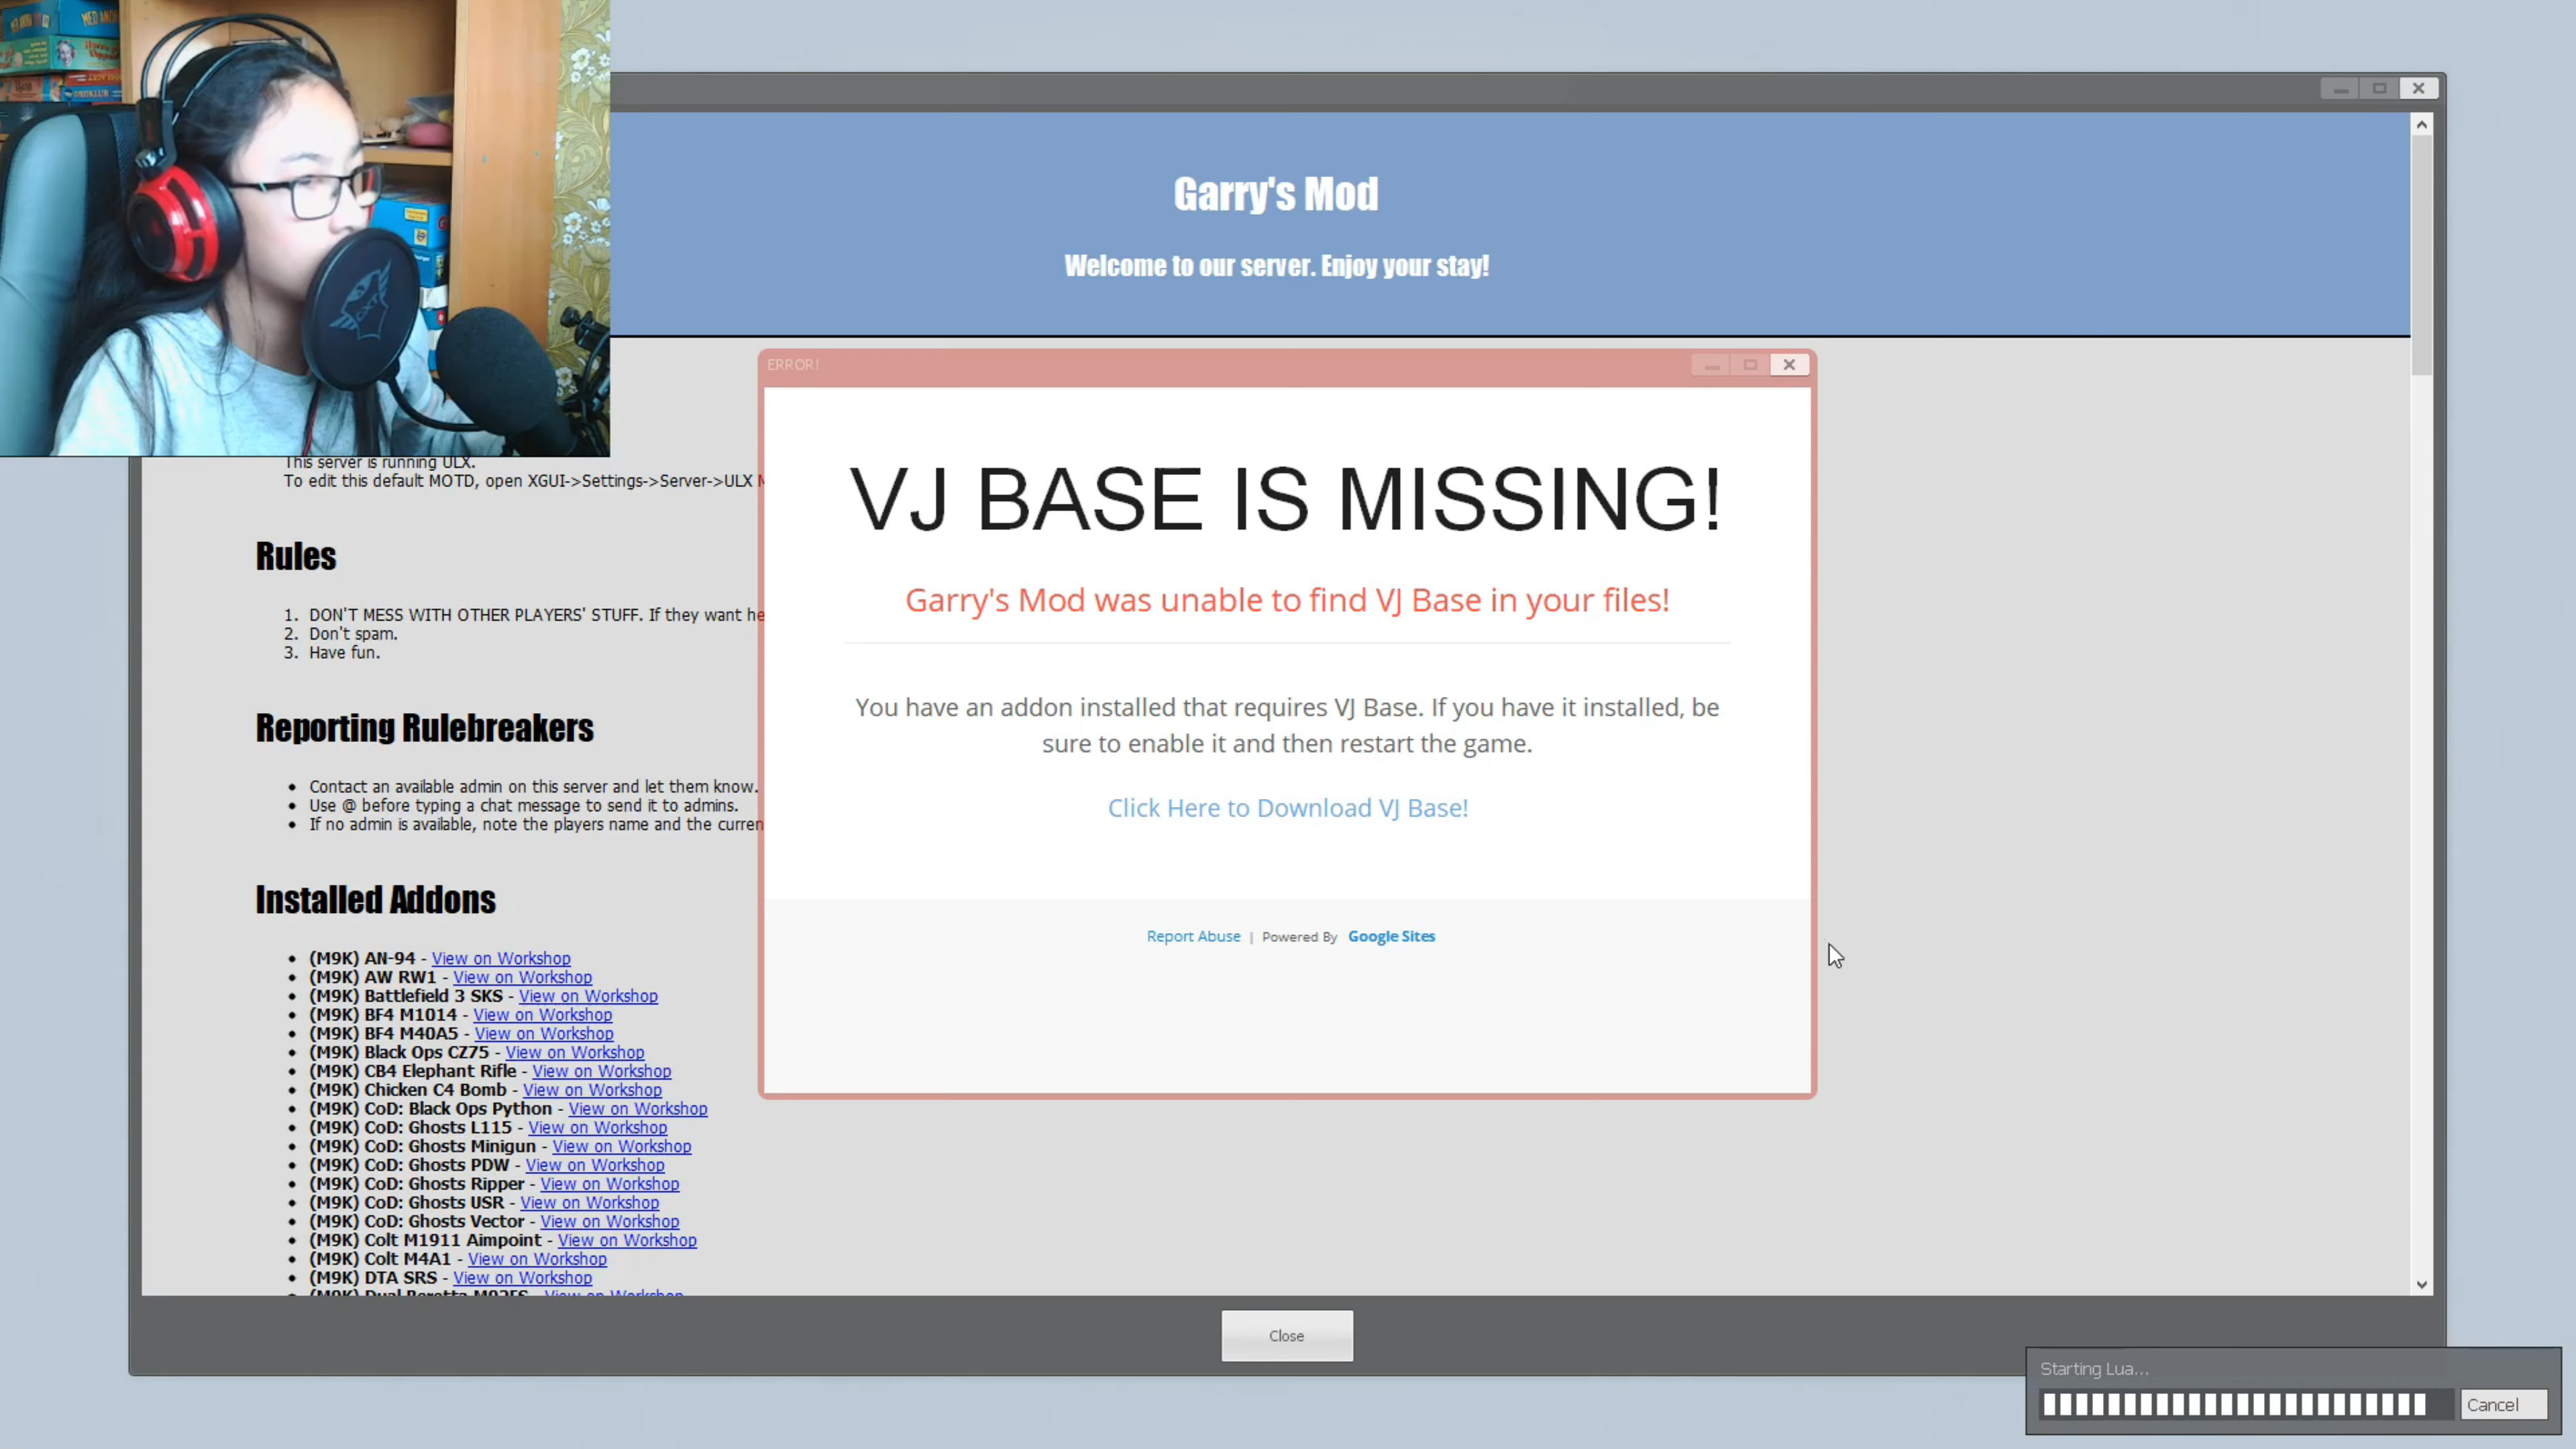 Garry's Mod
Welcome to our server. Enjoy your stay!
ERROR!
VJ BASE IS MISSING!
Garry's Mod was unable to find VJ Base in your files!
You have an addon installed that requires VJ Base. If you have it installed, be
sure to enable it and then restart the game.
Click Here to Download VJ Base!
Report Abuse | Powered By Google Sites
This server is running ULX.
To edit this default MOTD, open XGUI->Settings->Server->ULX M
Rules
1. DON'T MESS WITH OTHER PLAYERS' STUFF. If they want he
2. Don't spam.
3. Have fun.
Reporting Rulebreakers
• Contact an available admin on this server and let them know.
• Use @ before typing a chat message to send it to admins.
• If no admin is available, note the players name and the curren
Installed Addons
• (M9K) AN-94 - View on Workshop
• (M9K) AW RW1 - View on Workshop
• (M9K) Battlefield 3 SKS - View on Workshop
• (M9K) BF4 M1014 - View on Workshop
• (M9K) BF4 M40A5 - View on Workshop
• (M9K) Black Ops CZ75 - View on Workshop
• (M9K) CB4 Elephant Rifle - View on Workshop
• (M9K) Chicken C4 Bomb - View on Workshop
• (M9K) CoD: Black Ops Python - View on Workshop
• (M9K) CoD: Ghosts L115 - View on Workshop
• (M9K) CoD: Ghosts Minigun - View on Workshop
• (M9K) CoD: Ghosts PDW - View on Workshop
• (M9K) CoD: Ghosts Ripper - View on Workshop
• (M9K) CoD: Ghosts USR - View on Workshop
• (M9K) CoD: Ghosts Vector - View on Workshop
• (M9K) Colt M1911 Aimpoint - View on Workshop
• (M9K) Colt M4A1 - View on Workshop
• (M9K) DTA SRS - View on Workshop
• (M9K) Dual Beretta M92FS - View on Workshop
Close
Starting Lua...
Cancel
GXT